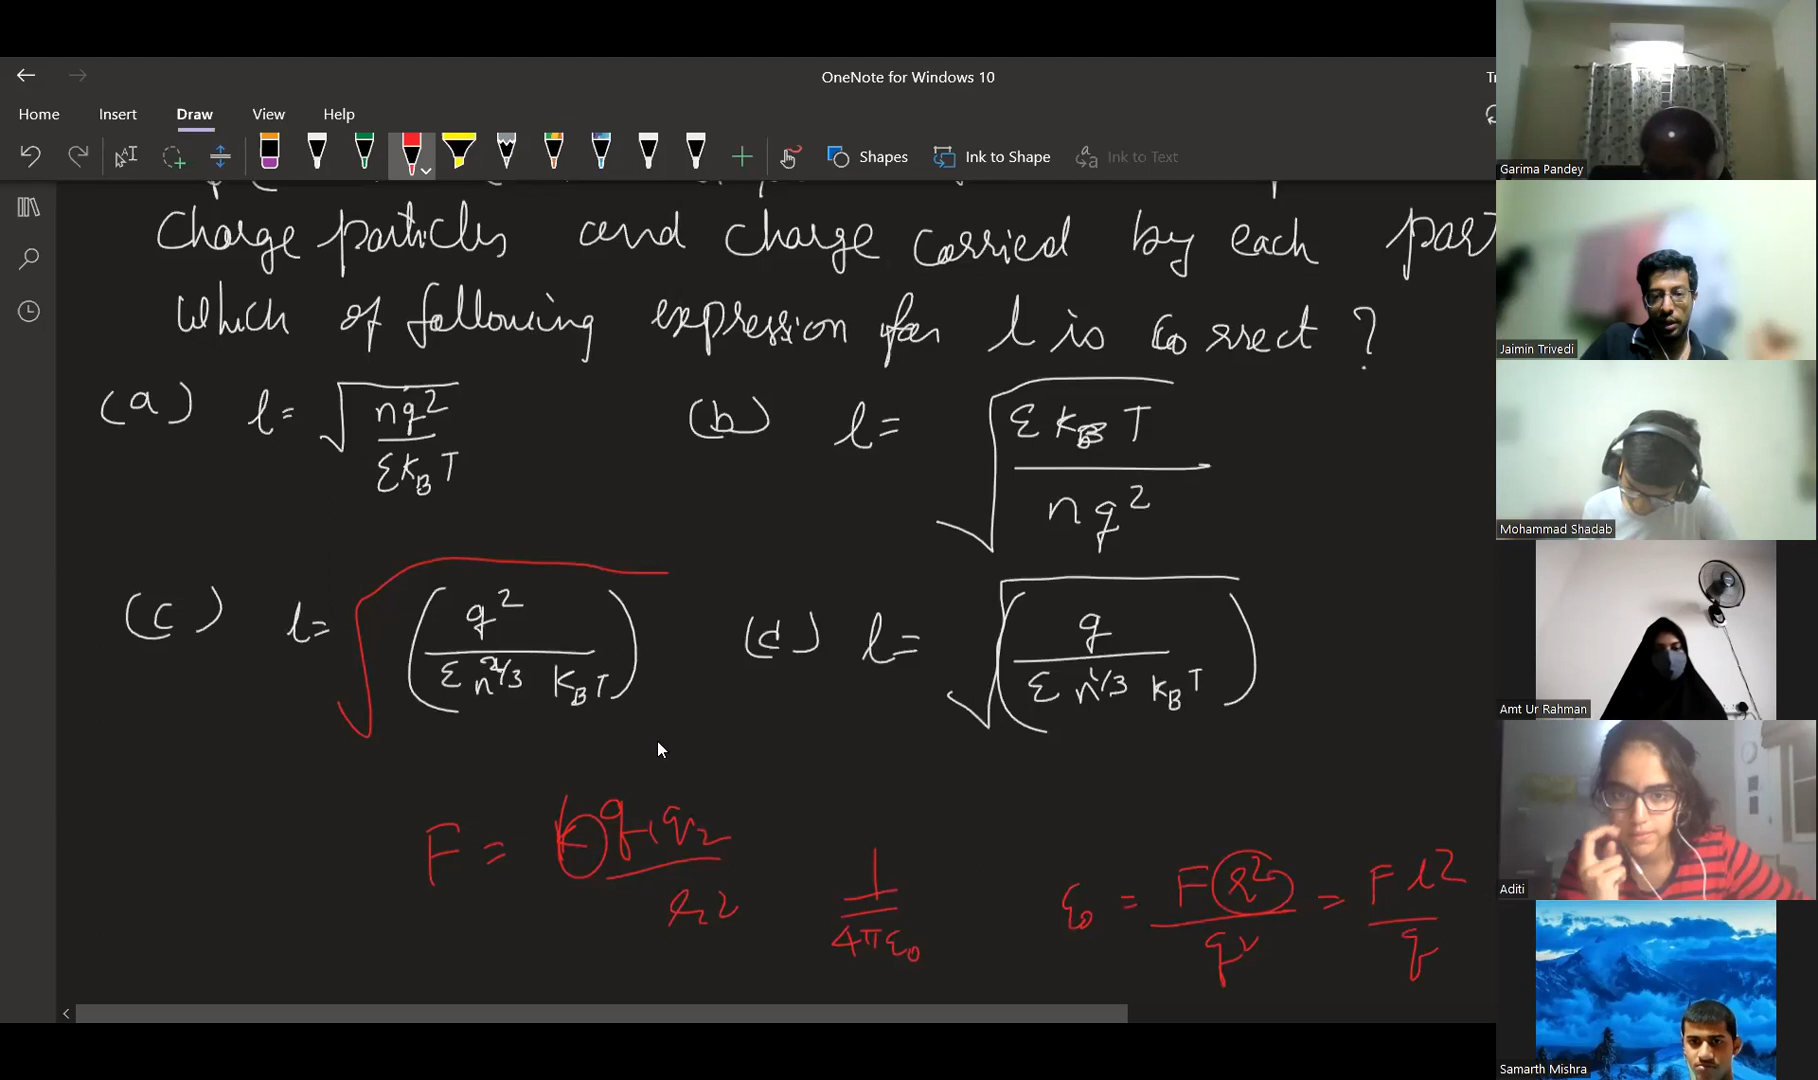 OneNote for Windows 10
Home Insert Draw View Help
Shapes Ink to Shape Ink to Text
charge particles and charge carried by each part
which of following expression for l is correct ?
(a) l = √(nq²/εK_BT) (b) l = √(εK_BT/nq²)
(c) l = √(q²/(εn^2/3 K_BT)) (d) l = √(q/(εn^1/3 K_BT))
F = kq₁q₂/r² 1/4πε₀ ε₀ = Fr²/q² = Fl²/q
Garima Pandey
Jaimin Trivedi
Mohammad Shadab
Amt Ur Rahman
Aditi
Samarth Mishra